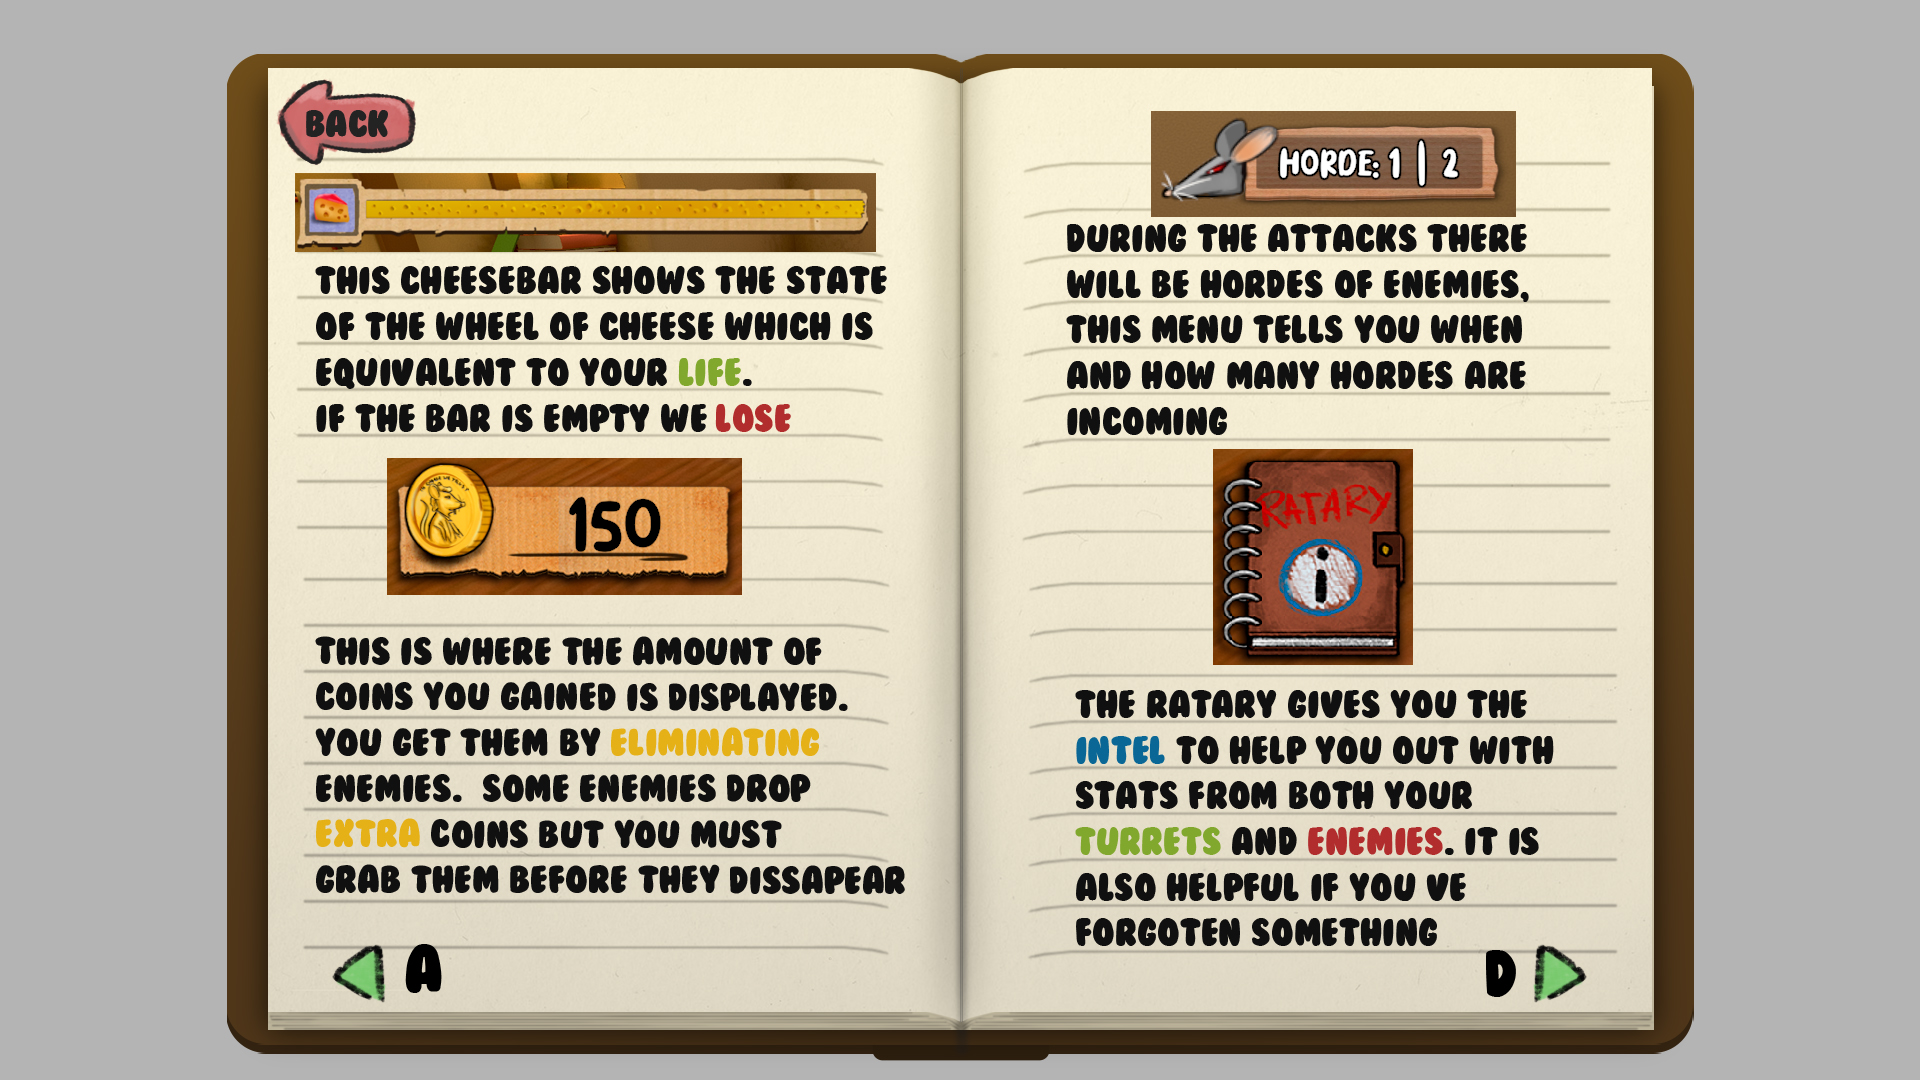 BACK
THIS CHEESEBAR SHOWS THE STATE
OF THE WHEEL OF CHEESE WHICH IS
EQUIVALENT TO YOUR LIFE.
IF THE BAR IS EMPTY WE LOSE
150
THIS IS WHERE THE AMOUNT OF
COINS YOU GAINED IS DISPLAYED.
YOU GET THEM BY ELIMINATING
ENEMIES.  SOME ENEMIES DROP
EXTRA COINS BUT YOU MUST
GRAB THEM BEFORE THEY DISSAPEAR
A
HORDE: 1 | 2
DURING THE ATTACKS THERE
WILL BE HORDES OF ENEMIES,
THIS MENU TELLS YOU WHEN
AND HOW MANY HORDES ARE
INCOMING
RATARY
i
THE RATARY GIVES YOU THE
INTEL TO HELP YOU OUT WITH
STATS FROM BOTH YOUR
TURRETS AND ENEMIES. IT IS
ALSO HELPFUL IF YOU VE
FORGOTEN SOMETHING
D